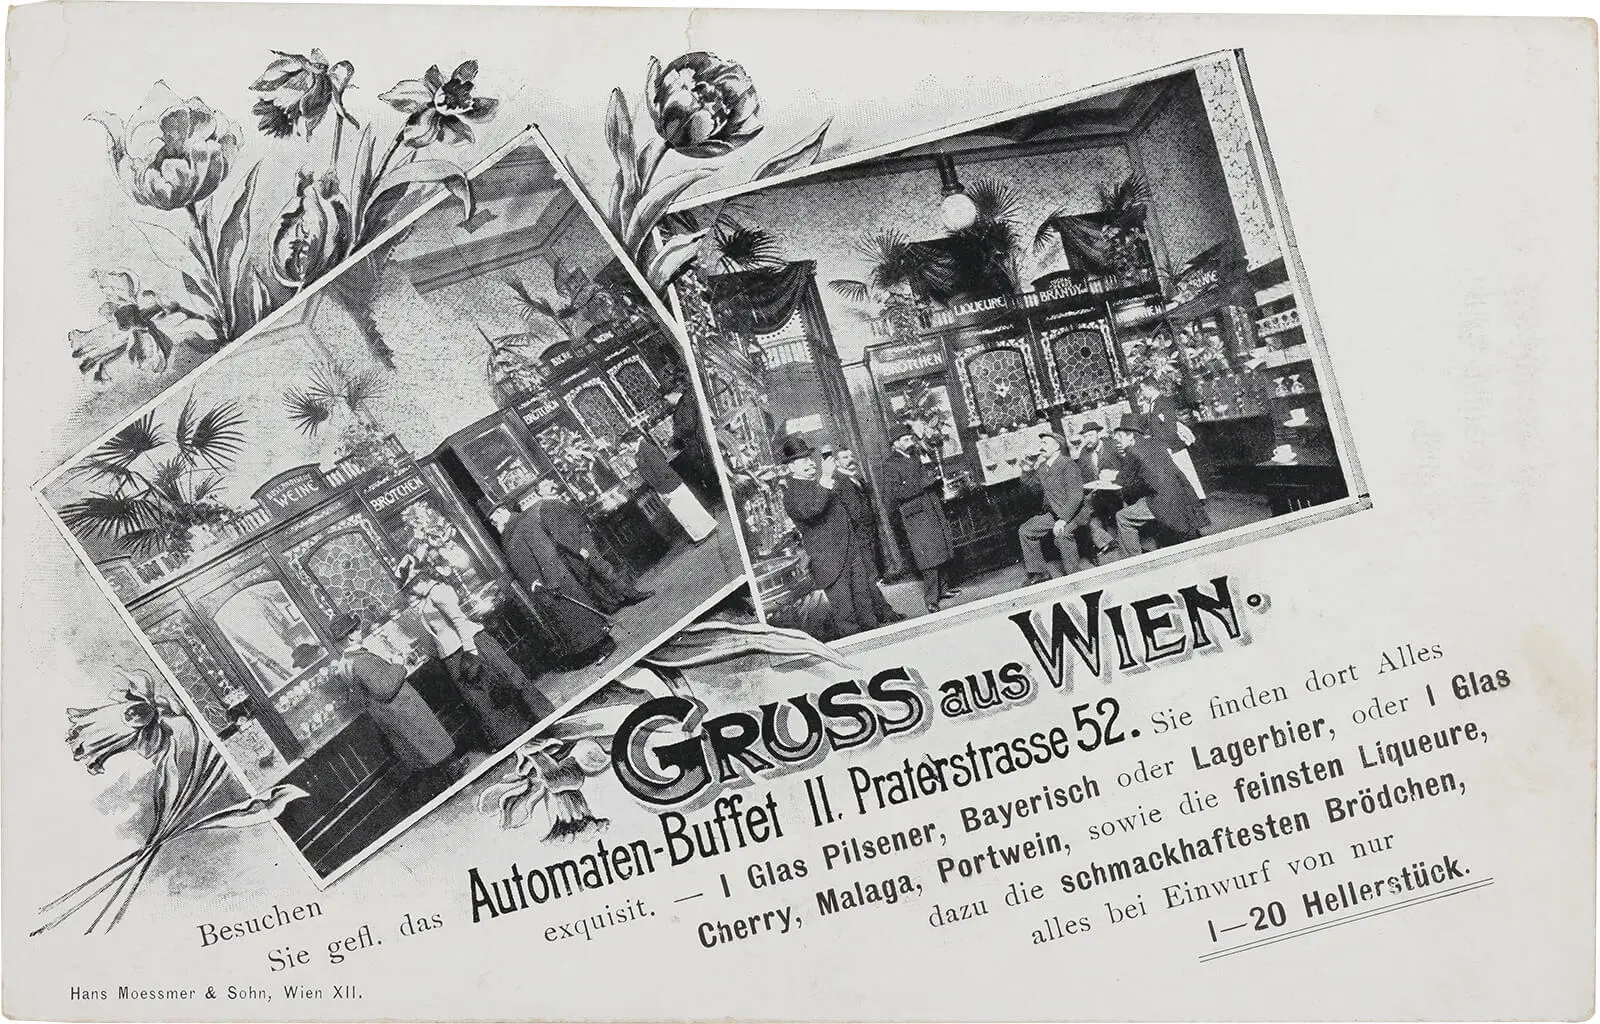 WEINE
BRÖTCHEN
BRÖTCHEN
BIERE
LIQUEURE
BRANDY
BRÖTCHEN
GRUSS aus WIEN.
Besuchen
Sie gefl. das Automaten-Buffet II. Praterstrasse 52. Sie finden dort Alles
exquisit. — 1 Glas Pilsener, Bayerisch oder Lagerbier, oder 1 Glas
Cherry, Malaga, Portwein, sowie die feinsten Liqueure,
dazu die schmackhaftesten Brödchen,
alles bei Einwurf von nur
1—20 Hellerstück.
Hans Moessmer & Sohn, Wien XII.